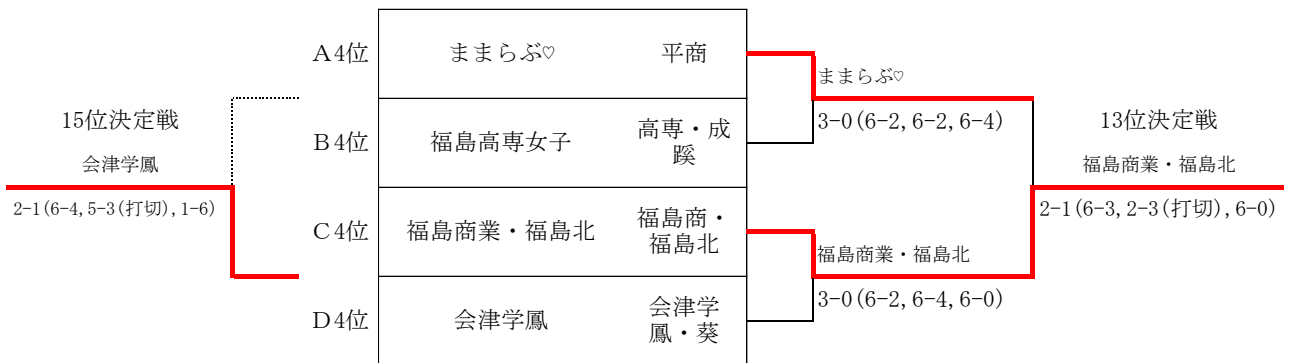 A4位 ままらぶ♡ 平商
ままらぶ♡
15位決定戦
3-0(6-2,6-2,6-4)
13位決定戦
B4位 福島高専女子 高専・成
蹊
会津学鳳
福島商業・福島北
2-1(6-4,5-3(打切),1-6)
2-1(6-3,2-3(打切),6-0)
C4位 福島商業・福島北 福島商・
福島北
福島商業・福島北
3-0(6-2,6-4,6-0)
D4位 会津学鳳 会津学
鳳・葵